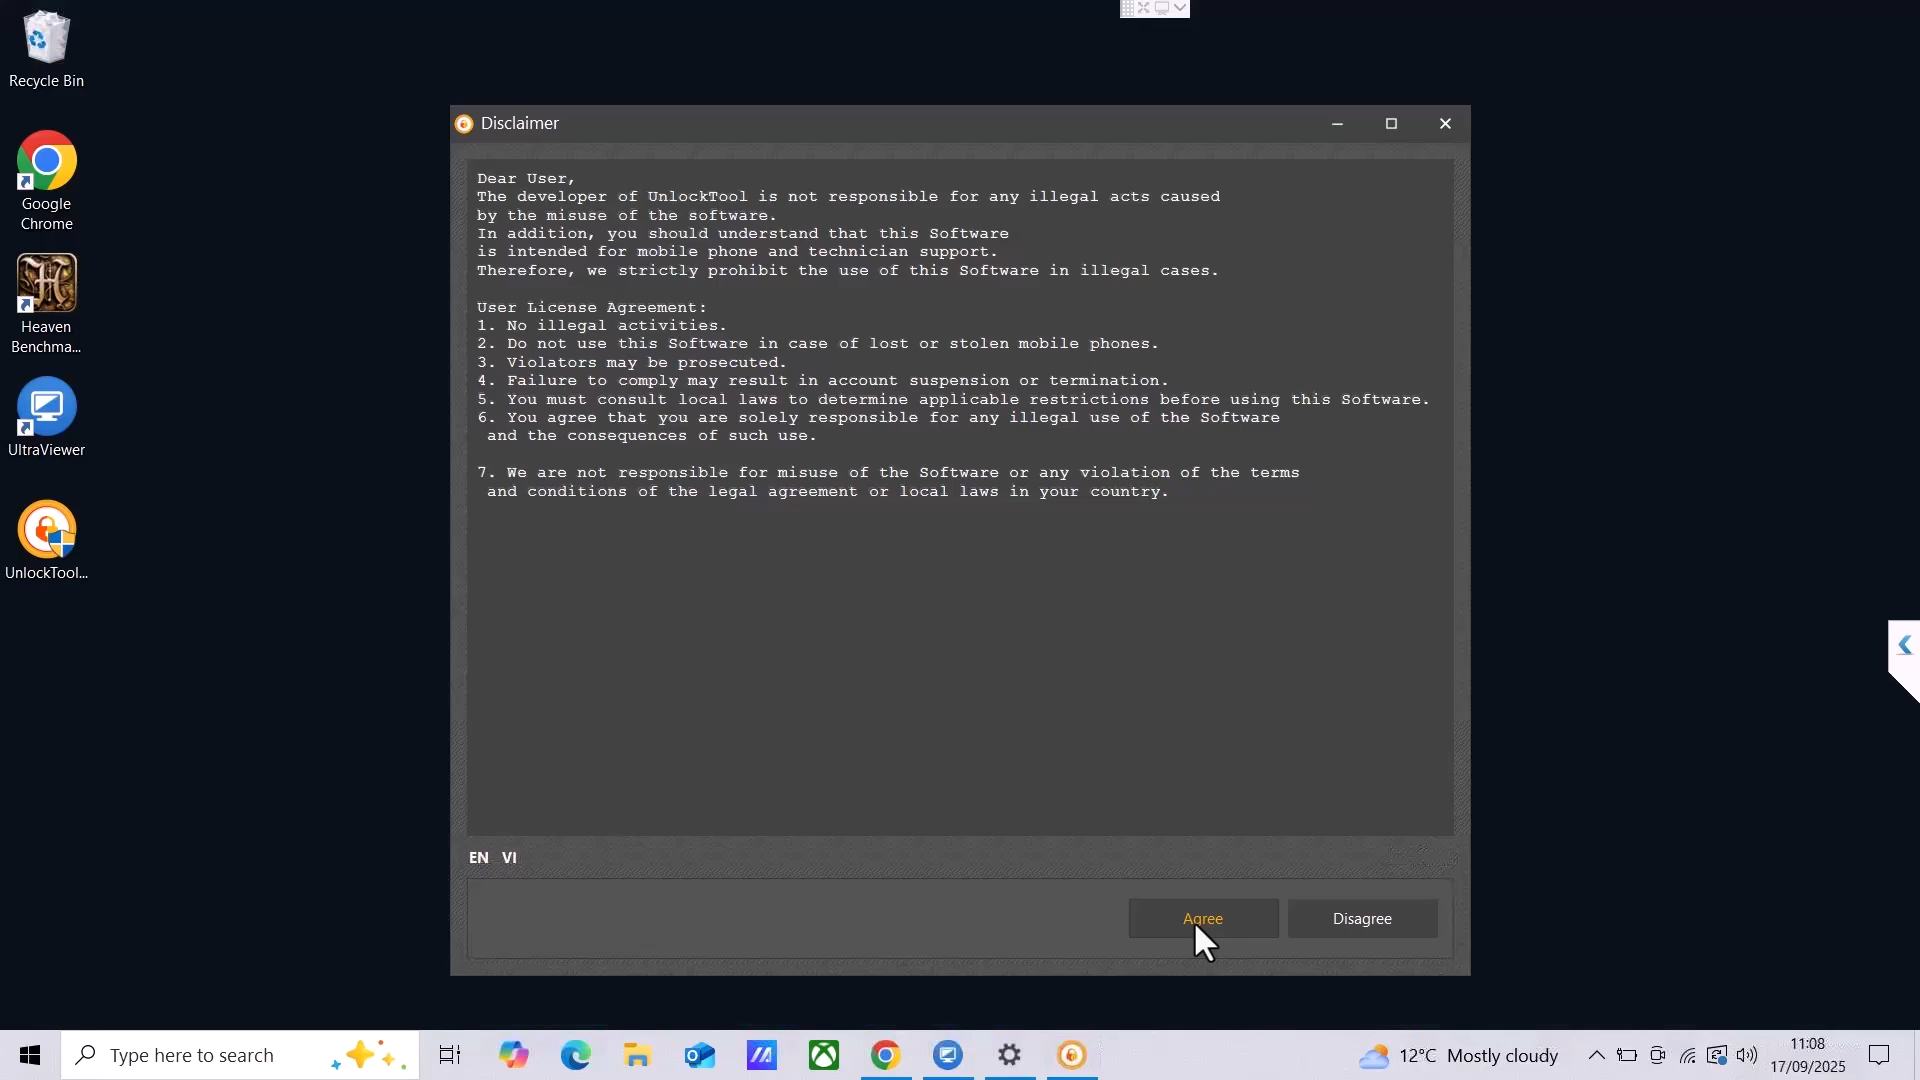 Recycle Bin
Google
Chrome
Heaven
Benchma...
UltraViewer
UnlockTool...
Disclaimer
Dear User,
The developer of UnlockTool is not responsible for any illegal acts caused
by the misuse of the software.
In addition, you should understand that this Software
is intended for mobile phone and technician support.
Therefore, we strictly prohibit the use of this Software in illegal cases.
User License Agreement:
1. No illegal activities.
2. Do not use this Software in case of lost or stolen mobile phones.
3. Violators may be prosecuted.
4. Failure to comply may result in account suspension or termination.
5. You must consult local laws to determine applicable restrictions before using this Software.
6. You agree that you are solely responsible for any illegal use of the Software
and the consequences of such use.
7. We are not responsible for misuse of the Software or any violation of the terms
and conditions of the legal agreement or local laws in your country.
EN VI
Agree Disagree
Type here to search
12°C Mostly cloudy
11:08
17/09/2025